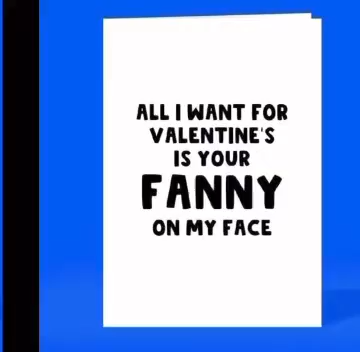 ALL I WANT FOR
VALENTINE'S
IS YOUR
FANNY
ON MY FACE